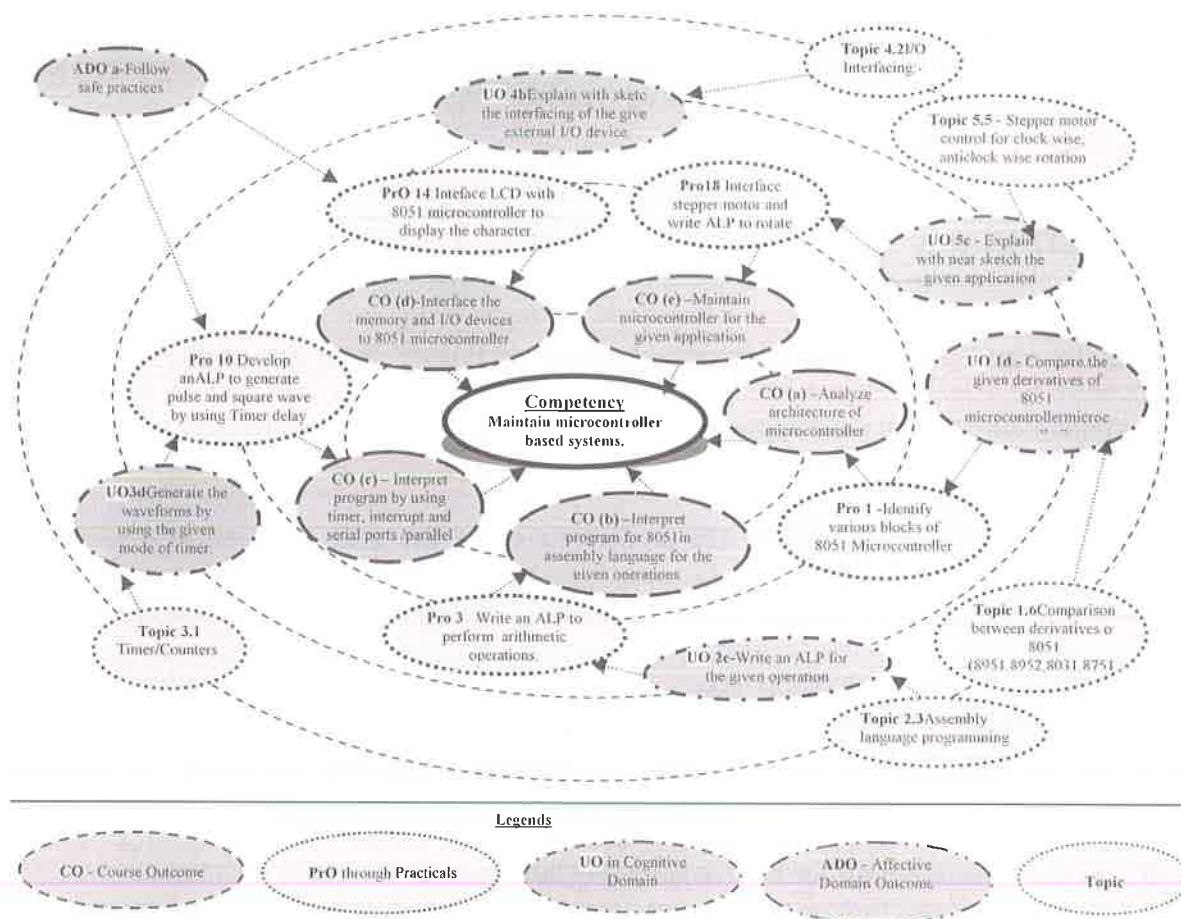 ADO a-Follow
safe practices
Topic 4.2I/O
Interfacing:-
UO 4bExplain with sketc
the interfacing of the give
external I/O device
Topic 5.5 - Stepper motor
control for clock wise,
anticlock wise rotation
PrO 14 Inteface LCD with
8051 microcontroller to
display the character.
Pro18 Interface
stepper motor and
write ALP to rotate
UO 5c - Explain
with neat sketch the
given application
CO (d)-Interface the
memory and I/O devices
to 8051 microcontroller
CO (e) –Maintain
microcontroller for the
given application
Pro 10 Develop
anALP to generate
pulse and square wave
by using Timer delay
UO 1d - Compare the
given derivatives of
8051
microcontrollermicroc
Competency
Maintain microcontroller
based systems.
CO (a) –Analyze
architecture of
microcontroller
UO3dGenerate the
waveforms by
using the given
mode of timer.
CO (c) – Interpret
program by using
timer, interrupt and
serial ports /parallel
CO (b) –Interpret
program for 8051in
assembly language for the
given operations
Pro 1 -Identify
various blocks of
8051 Microcontroller
Topic 3.1
Timer/Counters
Pro 3 Write an ALP to
perform arithmetic
operations.
UO 2c-Write an ALP for
the given operation
Topic 1.6Comparison
between derivatives o
8051
(8951,8952,8031,8751
Topic 2.3Assembly
language programming
Legends
CO - Course Outcome
PrO through Practicals
UO in Cognitive
Domain
ADO - Affective
Domain Outcome
Topic